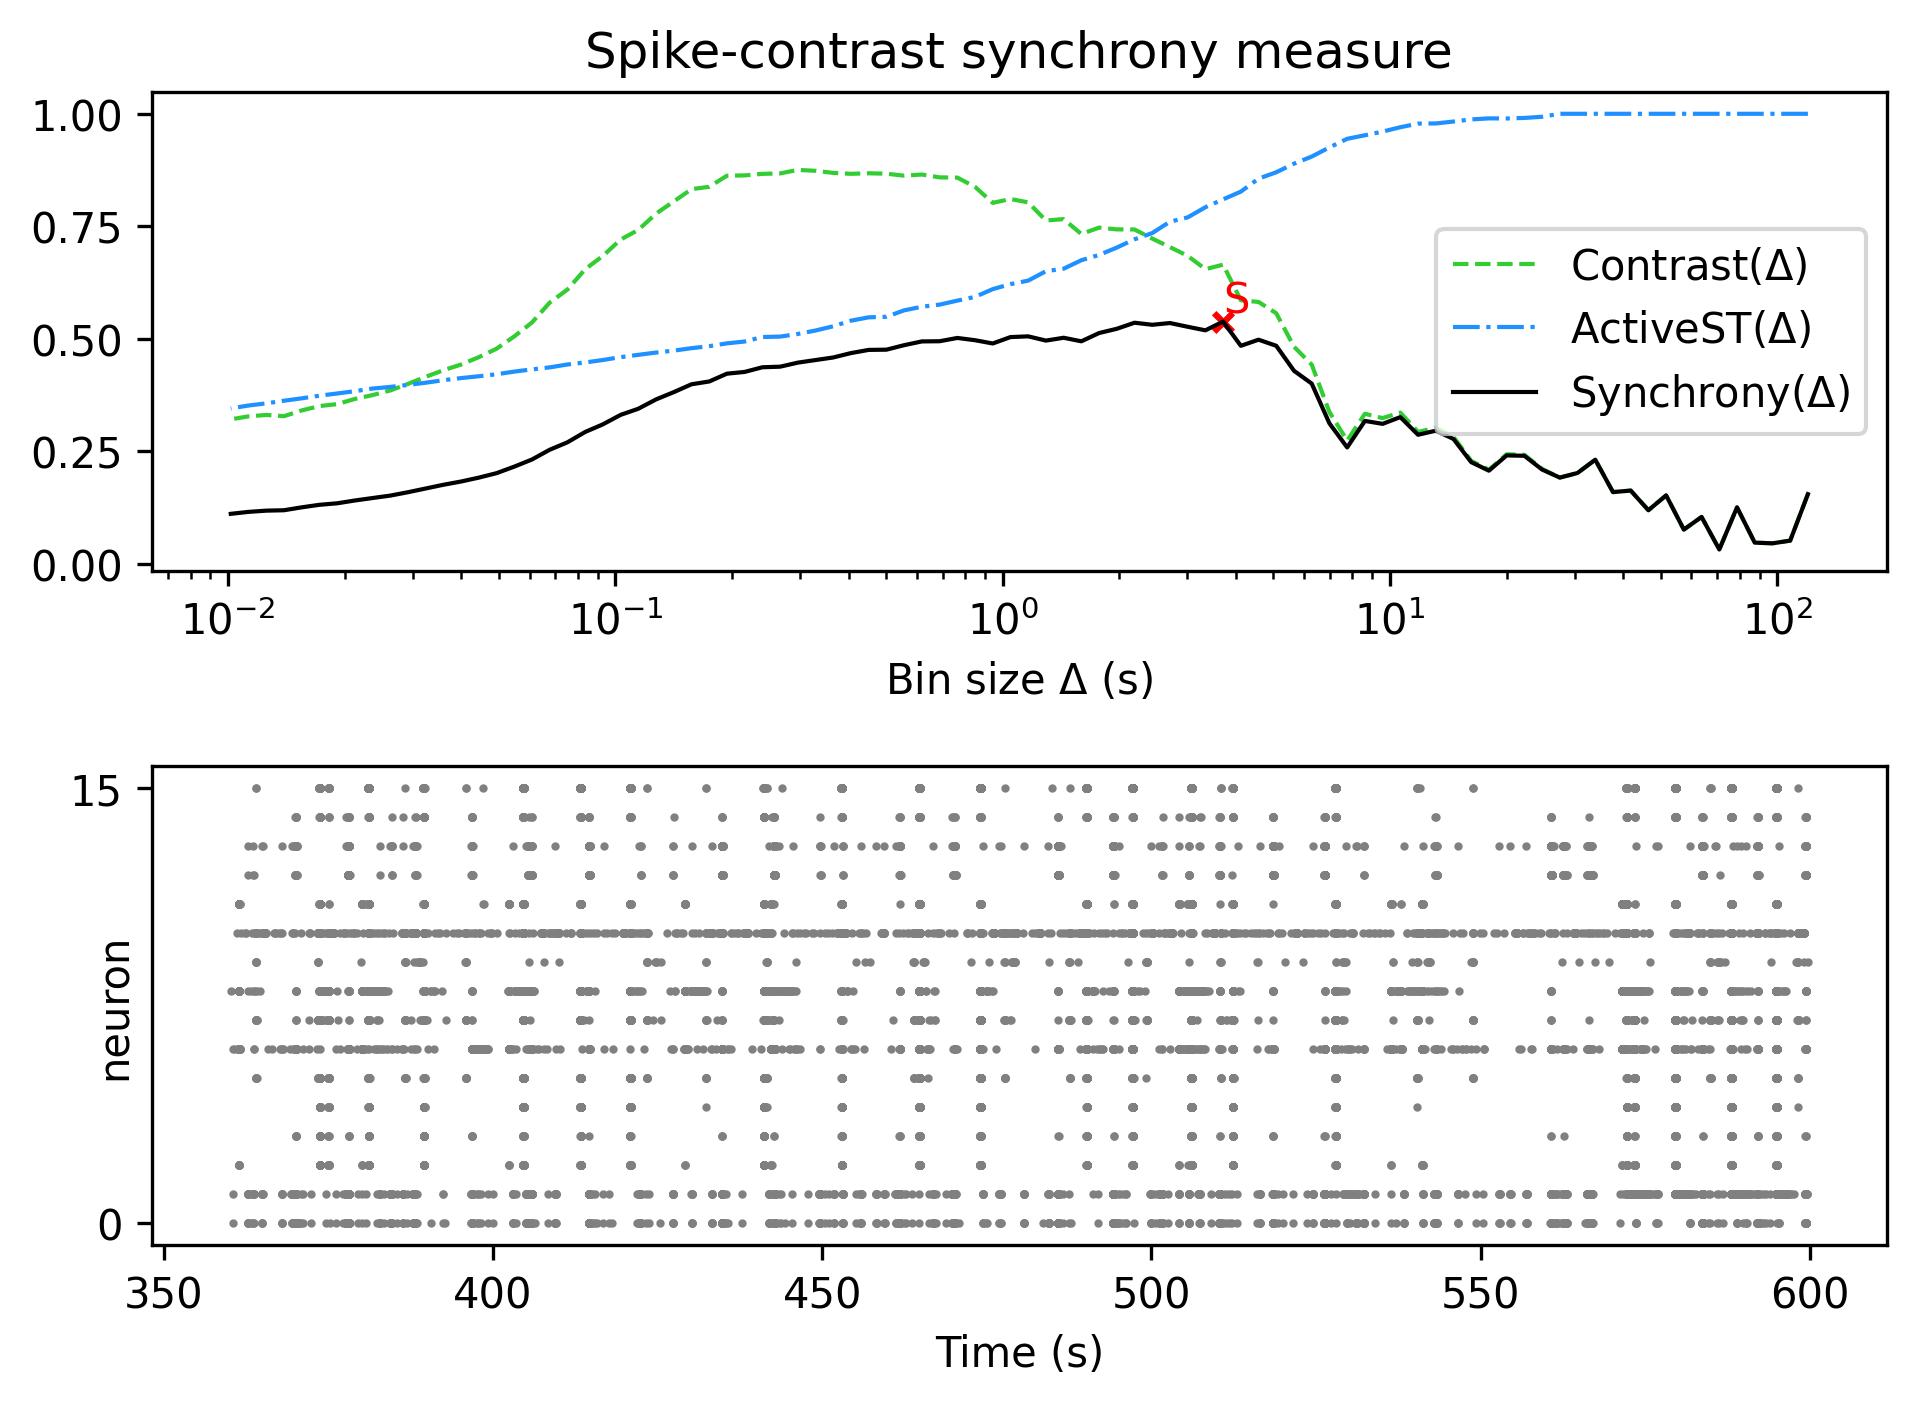 Spike-contrast synchrony measure
1.00
0.75
0.50
0.25
0.00
S
Contrast(Δ)
ActiveST(Δ)
Synchrony(Δ)
10⁻² 10⁻¹ 10⁰ 10¹ 10²
Bin size Δ (s)
15
neuron
0
350 400 450 500 550 600
Time (s)